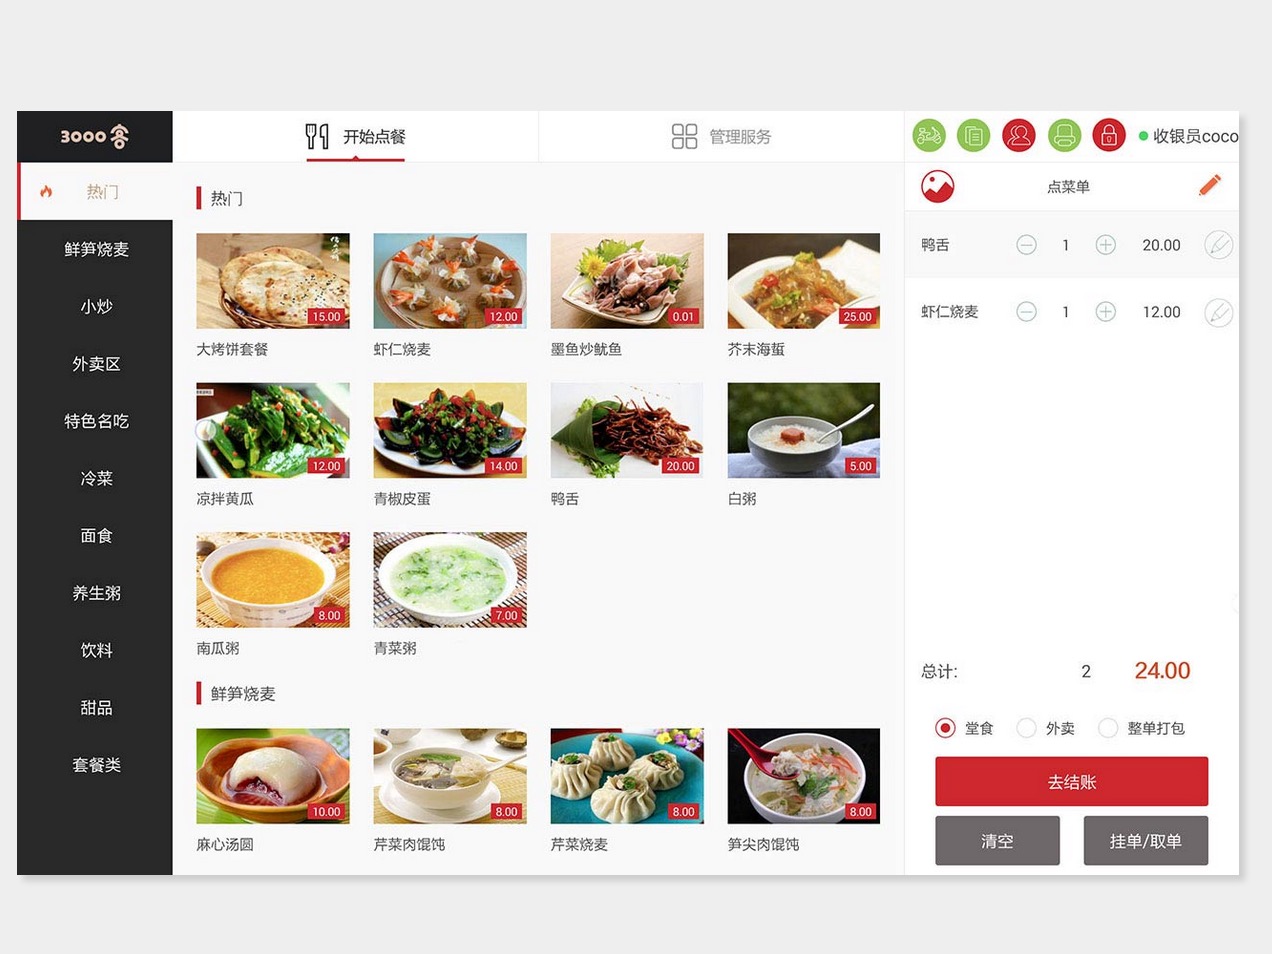 3000客
开始点餐
管理服务
收银员coco
热门
鲜笋烧麦
小炒
外卖区
特色名吃
冷菜
面食
养生粥
饮料
甜品
套餐类
热门
15.00
12.00
0.01
25.00
大烤饼套餐
虾仁烧麦
墨鱼炒鱿鱼
芥末海蜇
12.00
14.00
20.00
5.00
凉拌黄瓜
青椒皮蛋
鸭舌
白粥
8.00
7.00
南瓜粥
青菜粥
鲜笋烧麦
10.00
8.00
8.00
8.00
麻心汤圆
芹菜肉馄饨
芹菜烧麦
笋尖肉馄饨
点菜单
鸭舌 1 20.00
虾仁烧麦 1 12.00
总计: 2 24.00
堂食 外卖 整单打包
去结账
清空
挂单/取单